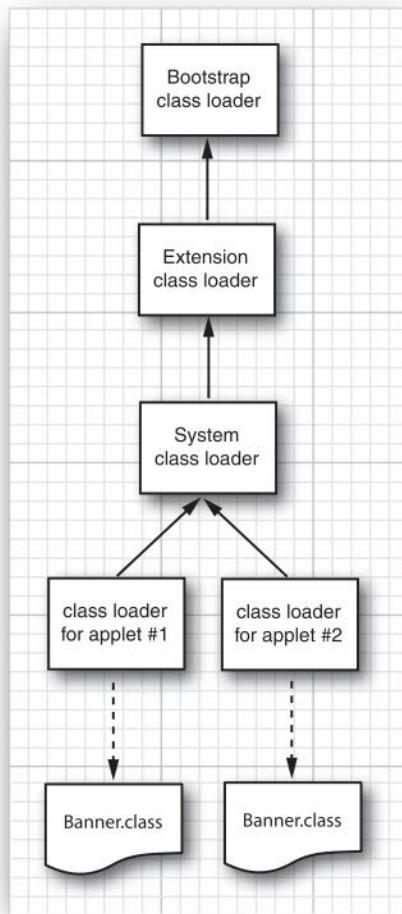 Bootstrap
class loader
Extension
class loader
System
class loader
class loader
for applet #1
class loader
for applet #2
Banner.class
Banner.class